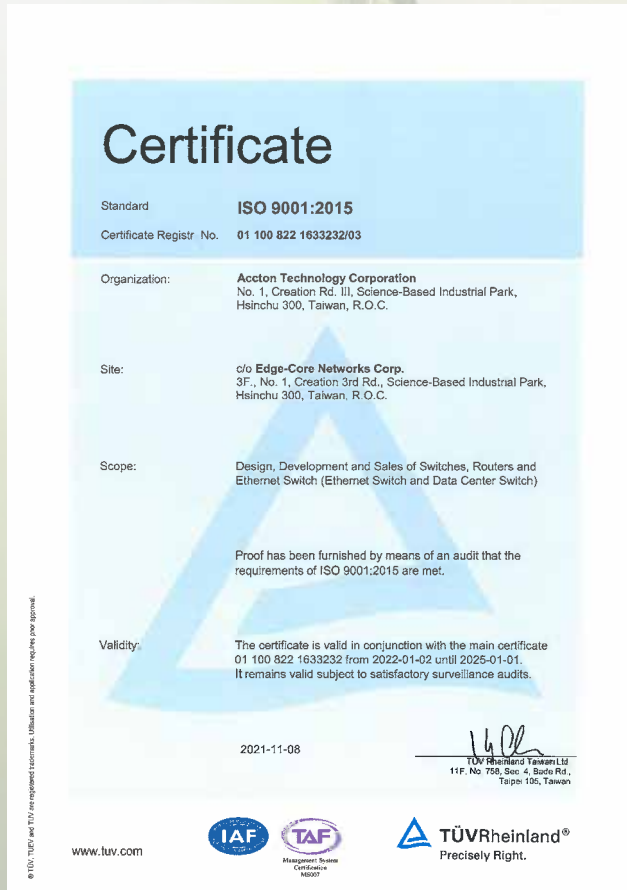 Certificate
Standard ISO 9001:2015
Certificate Registr No. 01 100 822 1633232/03
Organization: Accton Technology Corporation
No. 1, Creation Rd. III, Science-Based Industrial Park,
Hsinchu 300, Taiwan, R.O.C.
Site: c/o Edge-Core Networks Corp.
3F., No. 1, Creation 3rd Rd., Science-Based Industrial Park,
Hsinchu 300, Taiwan, R.O.C.
Scope: Design, Development and Sales of Switches, Routers and
Ethernet Switch (Ethernet Switch and Data Center Switch)
Proof has been furnished by means of an audit that the
requirements of ISO 9001:2015 are met.
Validity: The certificate is valid in conjunction with the main certificate
01 100 822 1633232 from 2022-01-02 until 2025-01-01.
It remains valid subject to satisfactory surveillance audits.
2021-11-08
TÜV Rheinland Taiwan Ltd
11F, No 758, Sec 4, Bade Rd.,
Taipei 105, Taiwan
® TÜV, TUEV and TUV are registered trademarks. Utilisation and application requires prior approval.
www.tuv.com
IAF
TAF
Management System
Certification
MS007
TÜVRheinland®
Precisely Right.